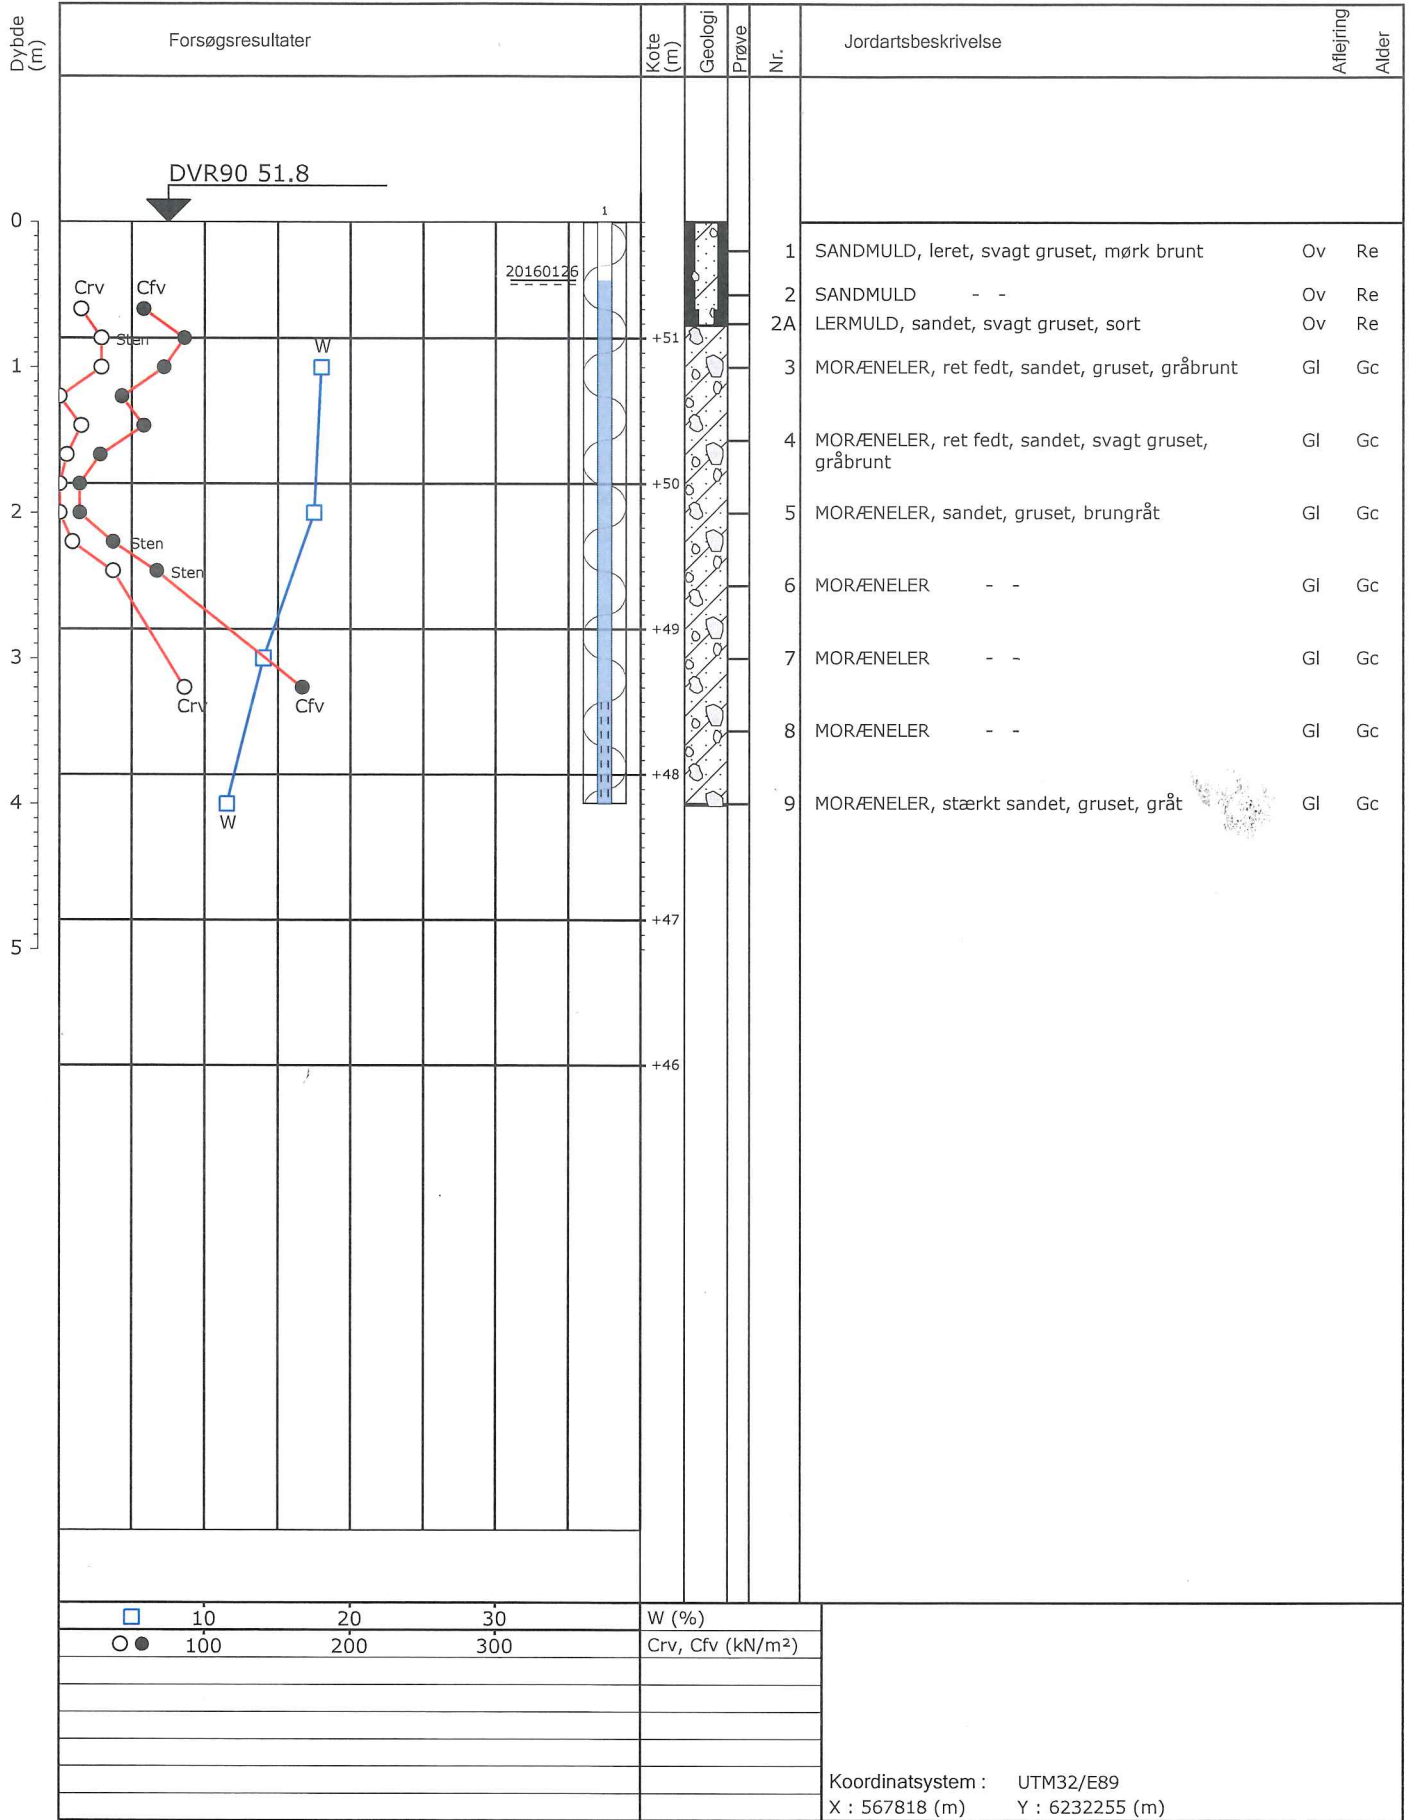 Dybde (m)
Forsøgsresultater
Kote (m)
Geologi
Prøve
Nr.
Jordartsbeskrivelse
Aflejring
Alder
DVR90 51.8
0
1
20160126
1 SANDMULD, leret, svagt gruset, mørk brunt Ov Re
Crv Cfv
2 SANDMULD - - Ov Re
2A LERMULD, sandet, svagt gruset, sort Ov Re
Sten
W
+51
1
3 MORÆNELER, ret fedt, sandet, gruset, gråbrunt Gl Gc
4 MORÆNELER, ret fedt, sandet, svagt gruset, Gl Gc
gråbrunt
+50
2
5 MORÆNELER, sandet, gruset, brungråt Gl Gc
Sten
Sten
6 MORÆNELER - - Gl Gc
+49
3
7 MORÆNELER - - Gl Gc
Crv Cfv
8 MORÆNELER - - Gl Gc
+48
4
9 MORÆNELER, stærkt sandet, gruset, gråt Gl Gc
W
+47
5
+46
10 20 30 W (%)
100 200 300 Crv, Cfv (kN/m²)
Koordinatsystem : UTM32/E89
X : 567818 (m) Y : 6232255 (m)